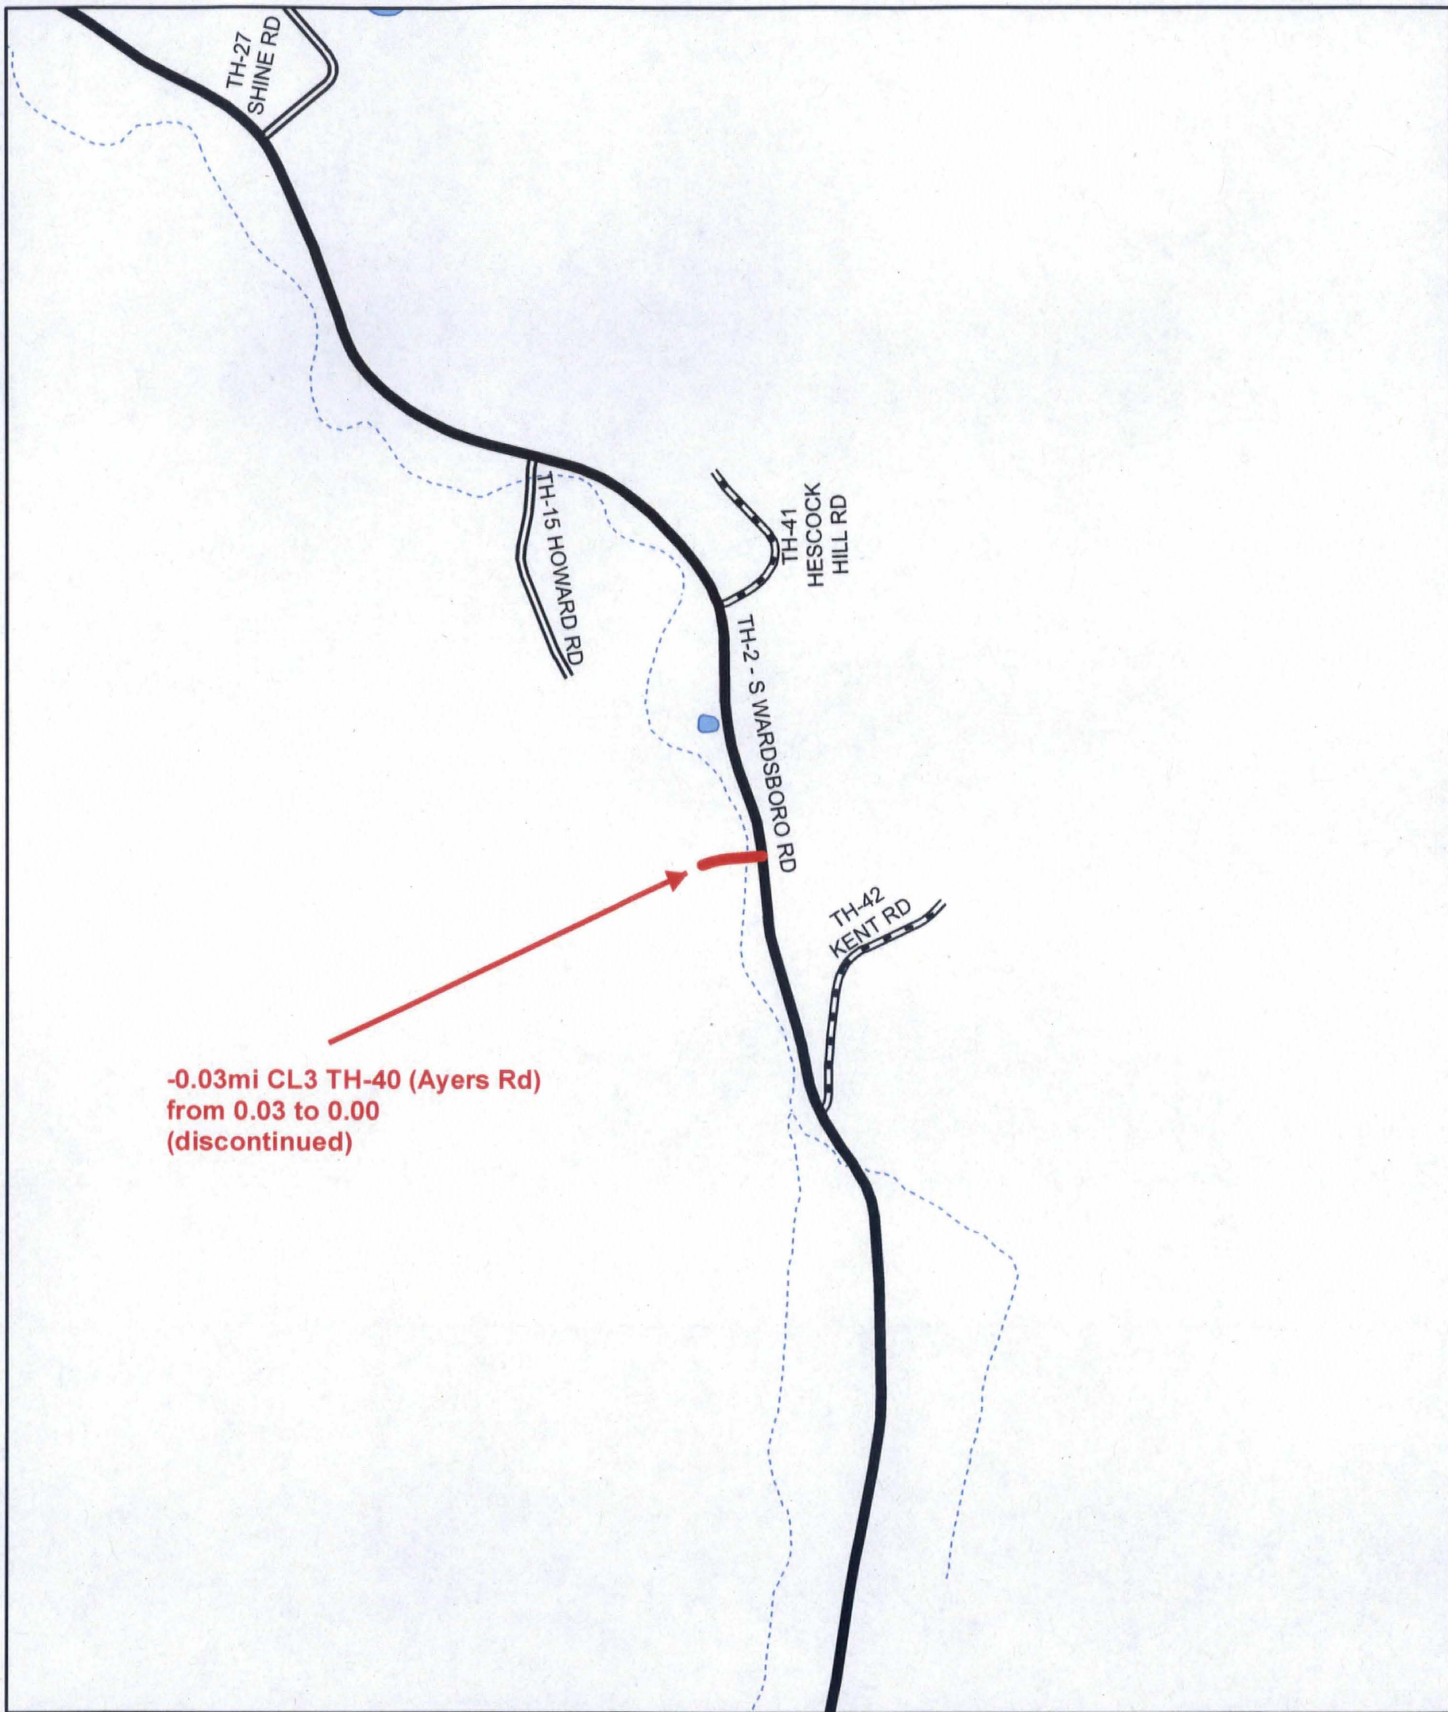 TH-27
SHINE RD
TH-15 HOWARD RD
TH-41
HESCOCK
HILL RD
TH-2 - S WARDSBORO RD
TH-42
KENT RD
-0.03mi CL3 TH-40 (Ayers Rd)
from 0.03 to 0.00
(discontinued)